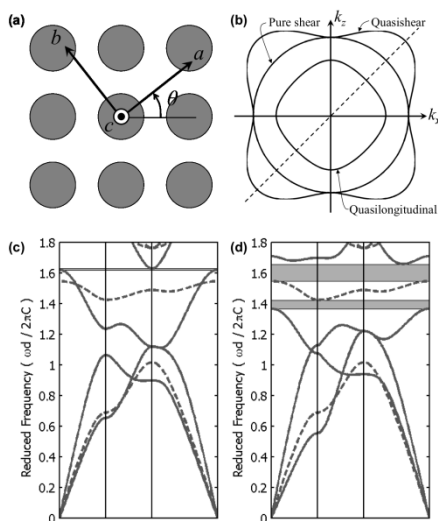 (a)
b
a
θ
c
(b)
k_z
Pure shear
Quasishear
k_x
Quasilongitudinal
(c)
(d)
Reduced Frequency ( ωd / 2πC )
1.8
1.6
1.4
1.2
1
0.8
0.6
0.4
0.2
0
Reduced Frequency ( ωd / 2πC )
1.8
1.6
1.4
1.2
1
0.8
0.6
0.4
0.2
0